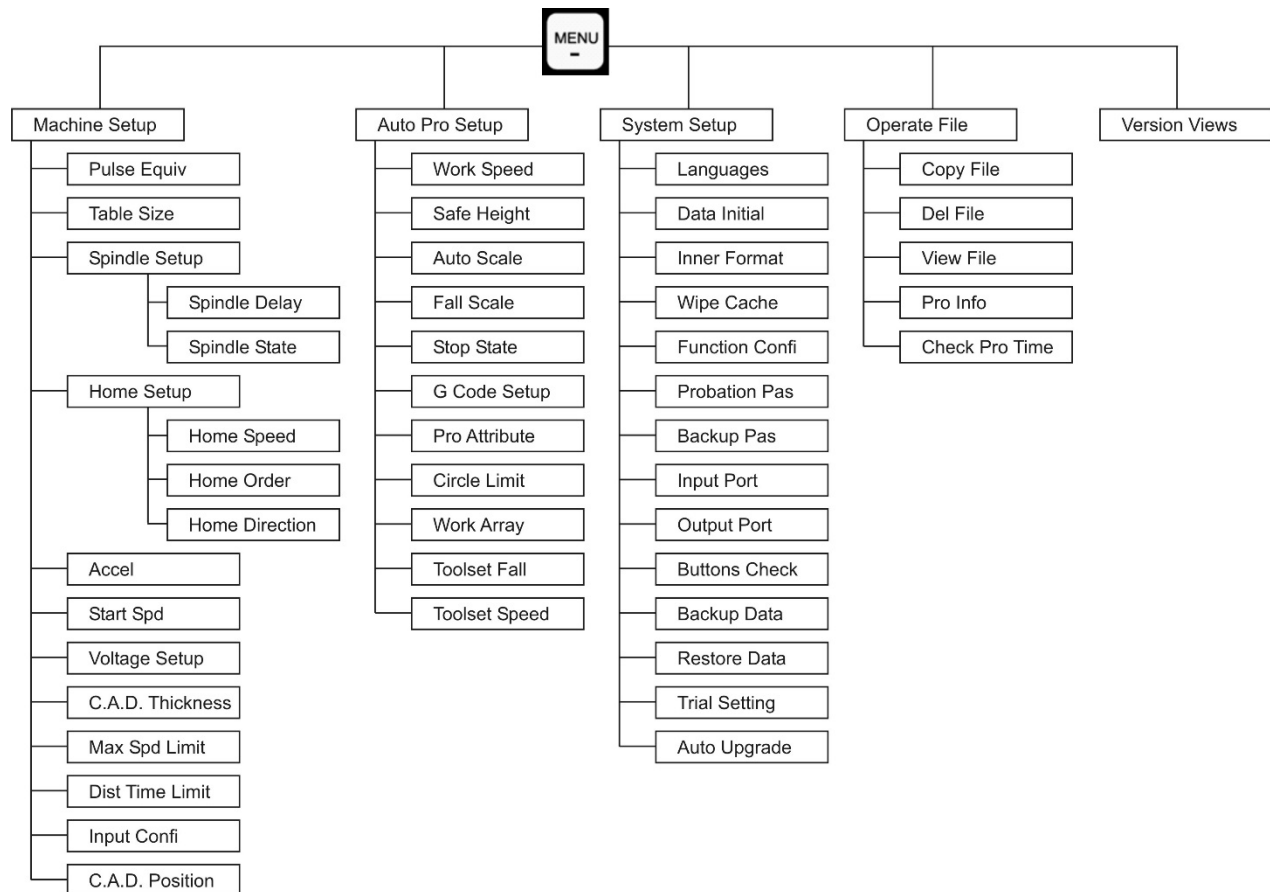 MENU
-
Machine Setup
Pulse Equiv
Table Size
Spindle Setup
Spindle Delay
Spindle State
Home Setup
Home Speed
Home Order
Home Direction
Accel
Start Spd
Voltage Setup
C.A.D. Thickness
Max Spd Limit
Dist Time Limit
Input Confi
C.A.D. Position
Auto Pro Setup
Work Speed
Safe Height
Auto Scale
Fall Scale
Stop State
G Code Setup
Pro Attribute
Circle Limit
Work Array
Toolset Fall
Toolset Speed
System Setup
Languages
Data Initial
Inner Format
Wipe Cache
Function Confi
Probation Pas
Backup Pas
Input Port
Output Port
Buttons Check
Backup Data
Restore Data
Trial Setting
Auto Upgrade
Operate File
Copy File
Del File
View File
Pro Info
Check Pro Time
Version Views